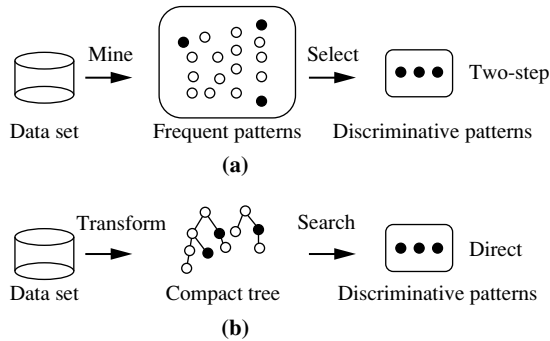 Mine
Select
Two-step
Data set
Frequent patterns
Discriminative patterns
(a)
Transform
Search
Direct
Data set
Compact tree
Discriminative patterns
(b)